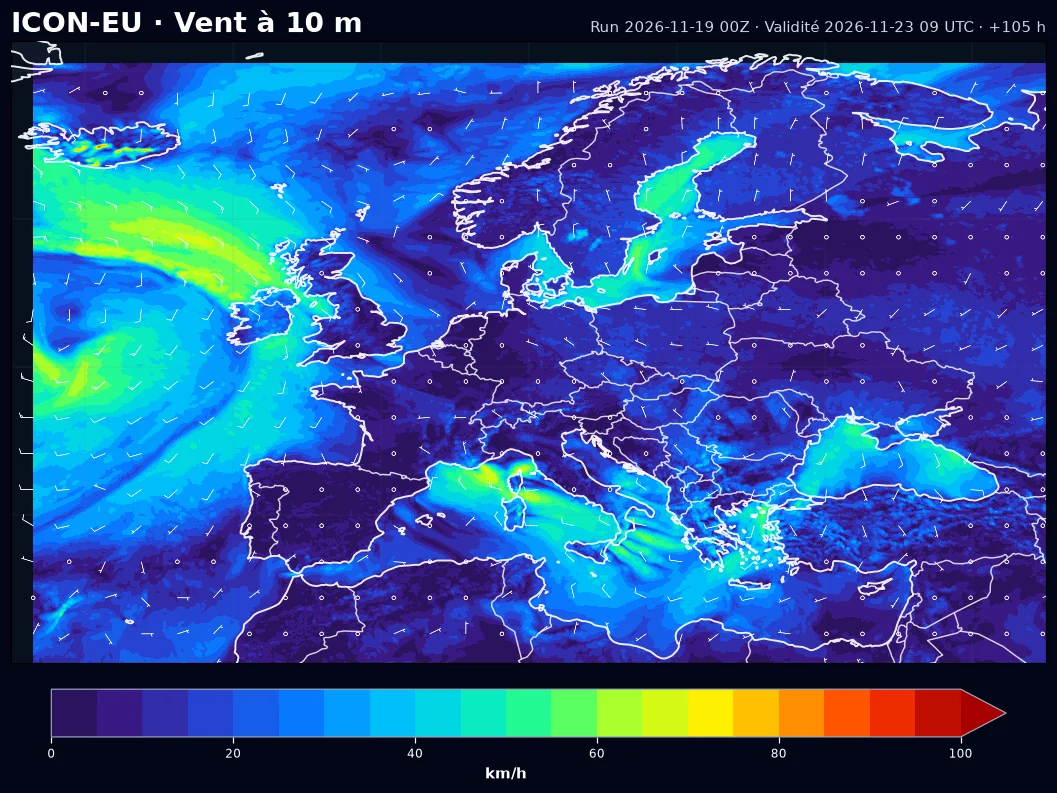 ICON-EU · Vent à 10 m
Run 2026-11-19 00Z · Validité 2026-11-23 09 UTC · +105 h
0 20 40 60 80 100
km/h